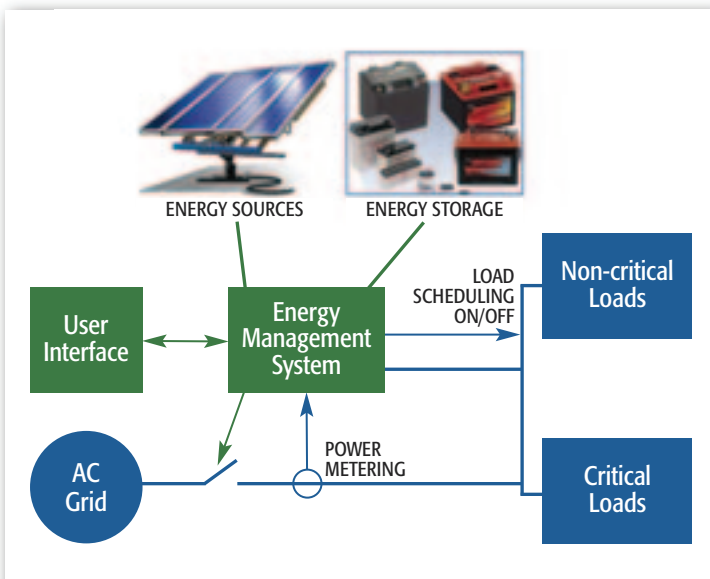 ENERGY SOURCES
ENERGY STORAGE
LOAD
SCHEDULING
ON/OFF
Non-critical
Loads
User
Interface
Energy
Management
System
POWER
METERING
AC
Grid
Critical
Loads